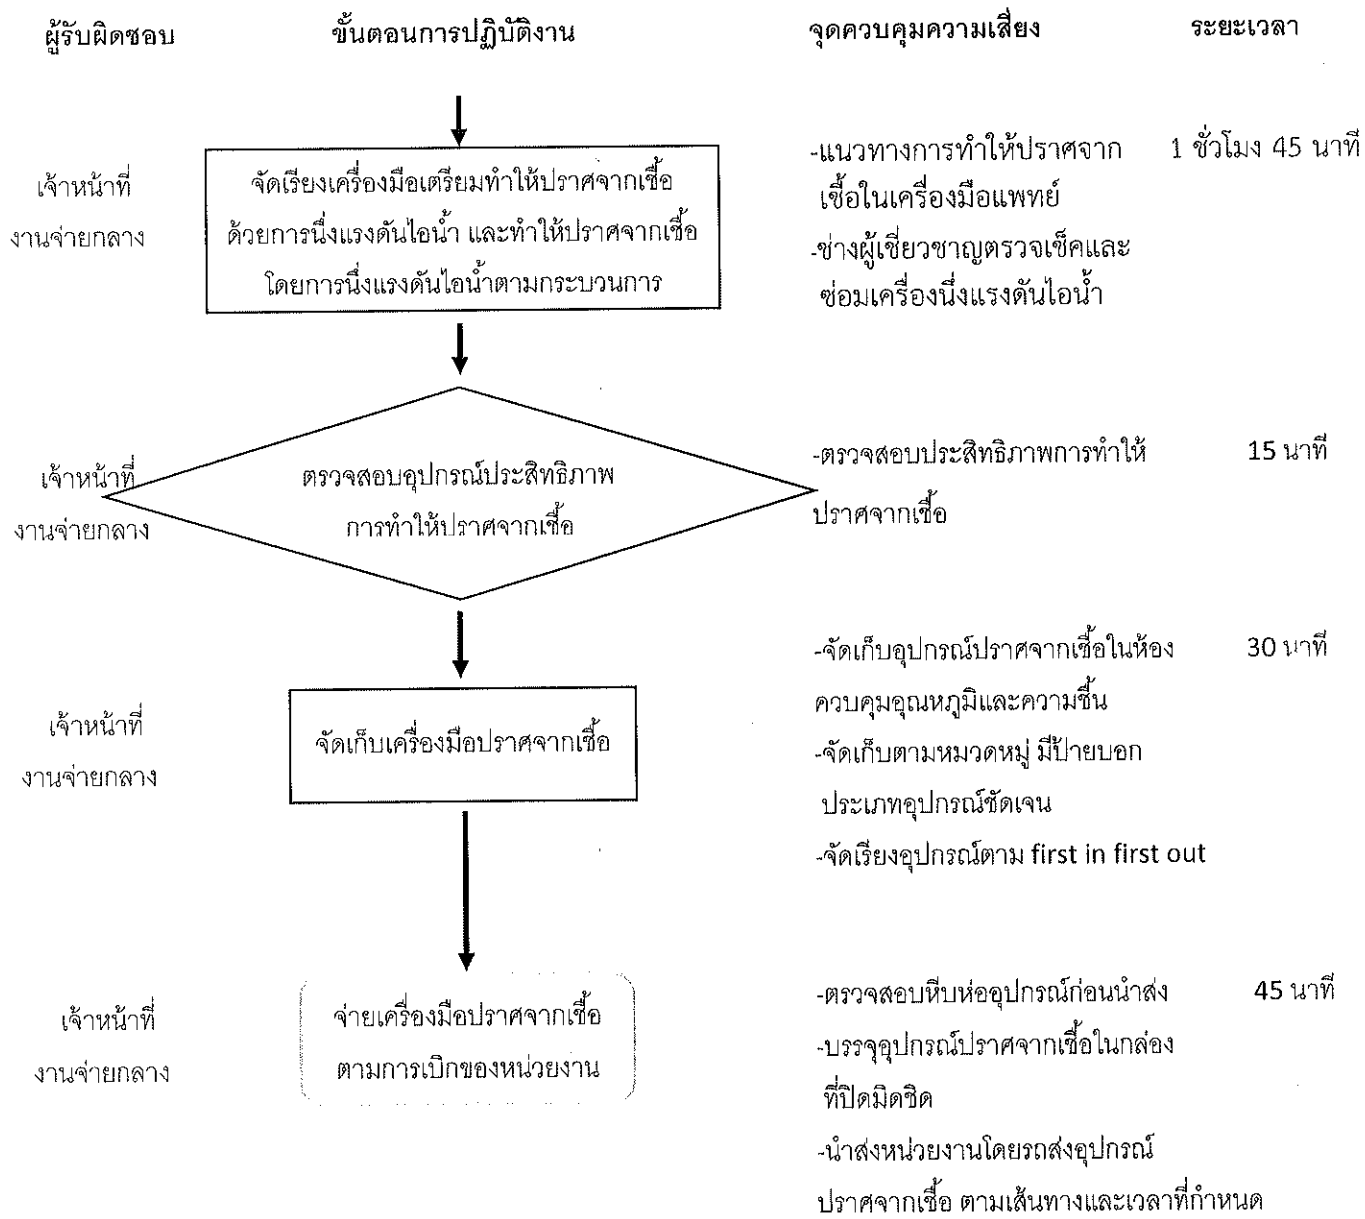 ผู้รับผิดชอบ ขั้นตอนการปฏิบัติงาน จุดควบคุมความเสี่ยง ระยะเวลา
เจ้าหน้าที่
งานจ่ายกลาง
จัดเรียงเครื่องมือเตรียมทำให้ปราศจากเชื้อ
ด้วยการนึ่งแรงดันไอน้ำ และทำให้ปราศจากเชื้อ
โดยการนึ่งแรงดันไอน้ำตามกระบวนการ
-แนวทางการทำให้ปราศจาก
เชื้อในเครื่องมือแพทย์
-ช่างผู้เชี่ยวชาญตรวจเช็คและ
ซ่อมเครื่องนึ่งแรงดันไอน้ำ
1 ชั่วโมง 45 นาที
เจ้าหน้าที่
งานจ่ายกลาง
ตรวจสอบอุปกรณ์ประสิทธิภาพ
การทำให้ปราศจากเชื้อ
-ตรวจสอบประสิทธิภาพการทำให้
ปราศจากเชื้อ
15 นาที
เจ้าหน้าที่
งานจ่ายกลาง
จัดเก็บเครื่องมือปราศจากเชื้อ
-จัดเก็บอุปกรณ์ปราศจากเชื้อในห้อง
ควบคุมอุณหภูมิและความชื้น
-จัดเก็บตามหมวดหมู่ มีป้ายบอก
ประเภทอุปกรณ์ชัดเจน
-จัดเรียงอุปกรณ์ตาม first in first out
30 นาที
เจ้าหน้าที่
งานจ่ายกลาง
จ่ายเครื่องมือปราศจากเชื้อ
ตามการเบิกของหน่วยงาน
-ตรวจสอบหีบห่ออุปกรณ์ก่อนนำส่ง
-บรรจุอุปกรณ์ปราศจากเชื้อในกล่อง
ที่ปิดมิดชิด
-นำส่งหน่วยงานโดยรถส่งอุปกรณ์
ปราศจากเชื้อ ตามเส้นทางและเวลาที่กำหนด
45 นาที